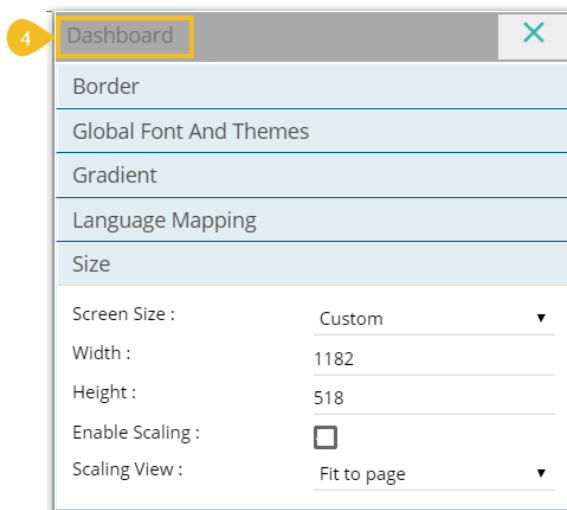 4
Dashboard
Border
Global Font And Themes
Gradient
Language Mapping
Size
Screen Size : Custom
Width : 1182
Height : 518
Enable Scaling :
Scaling View : Fit to page